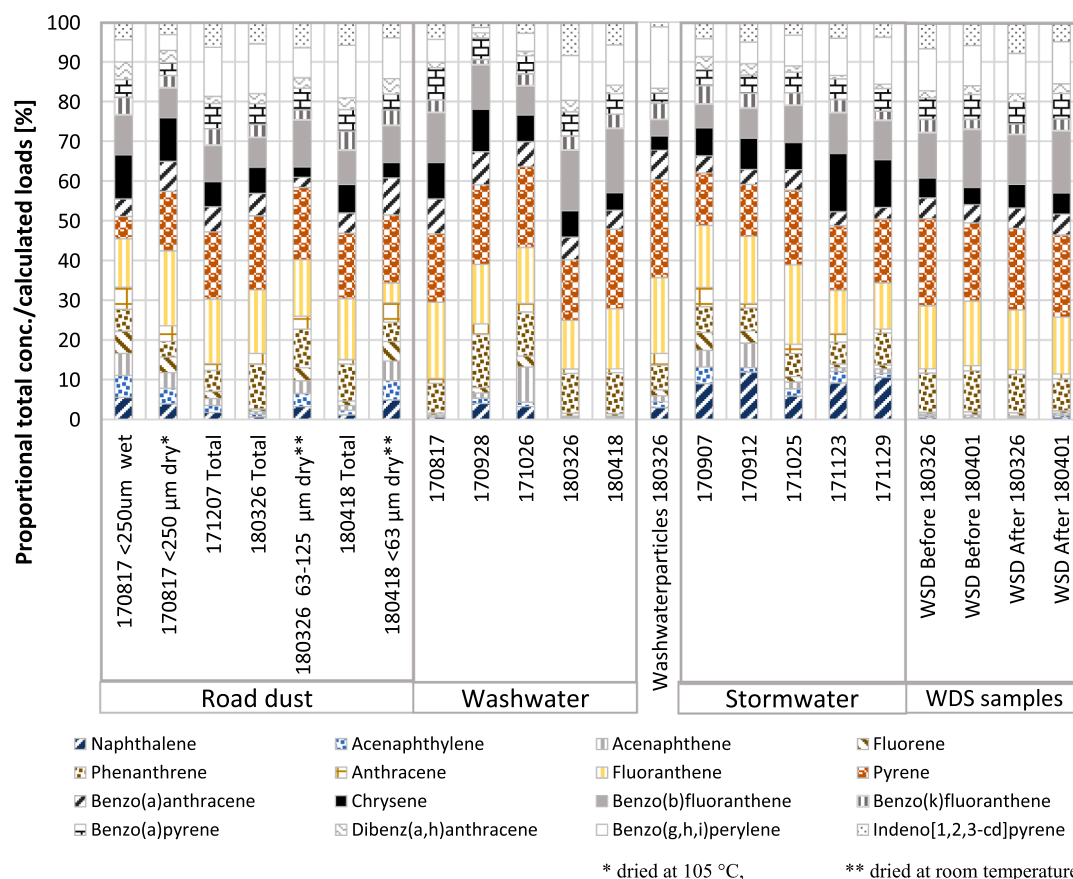 Proportional total conc./calculated loads [%]
100
90
80
70
60
50
40
30
20
10
0
170817 <250um wet
170817 <250 µm dry*
171207 Total
180326 Total
180326 63-125 µm dry**
180418 Total
180418 <63 µm dry**
170817
170928
171026
180326
180418
Washwaterparticles 180326
170907
170912
171025
171123
171129
WSD Before 180326
WSD Before 180401
WSD After 180326
WSD After 180401
Road dust Washwater Stormwater WDS samples
Naphthalene Acenaphthylene Acenaphthene Fluorene
Phenanthrene Anthracene Fluoranthene Pyrene
Benzo(a)anthracene Chrysene Benzo(b)fluoranthene Benzo(k)fluoranthene
Benzo(a)pyrene Dibenz(a,h)anthracene Benzo(g,h,i)perylene Indeno[1,2,3-cd]pyrene
* dried at 105 °C, ** dried at room temperature